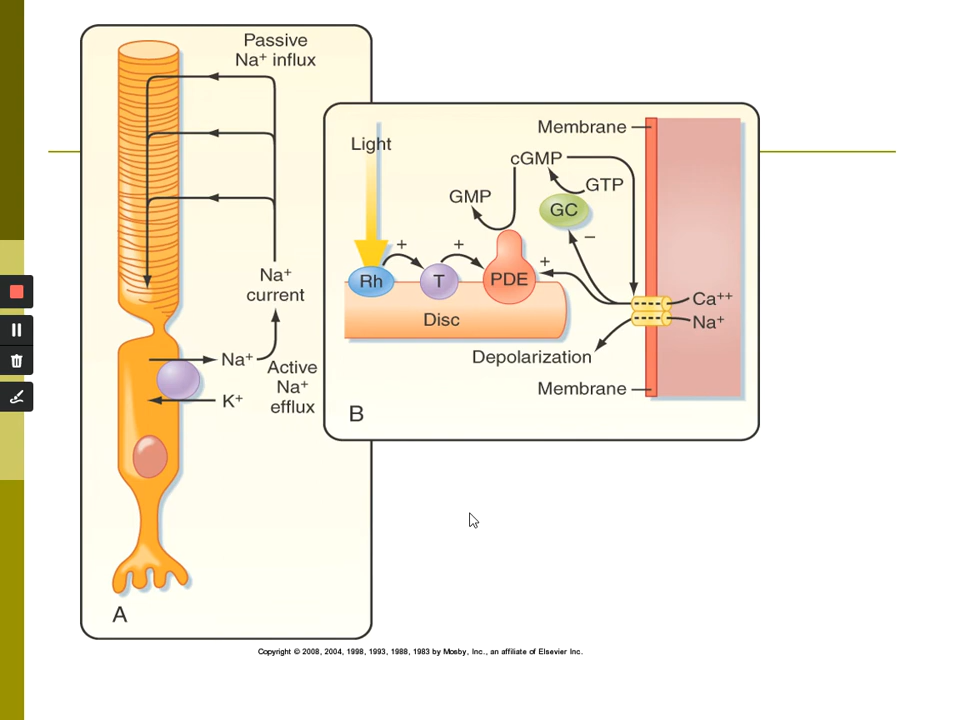 Passive
Na⁺ influx
Na⁺
current
Na⁺
Active
Na⁺
efflux
K⁺
A
Light
Membrane
cGMP
GTP
GMP
GC
–
+
+
+
Rh
T
PDE
Disc
Ca⁺⁺
Na⁺
Depolarization
Membrane
B
Copyright © 2008, 2004, 1998, 1993, 1988, 1983 by Mosby, Inc., an affiliate of Elsevier Inc.